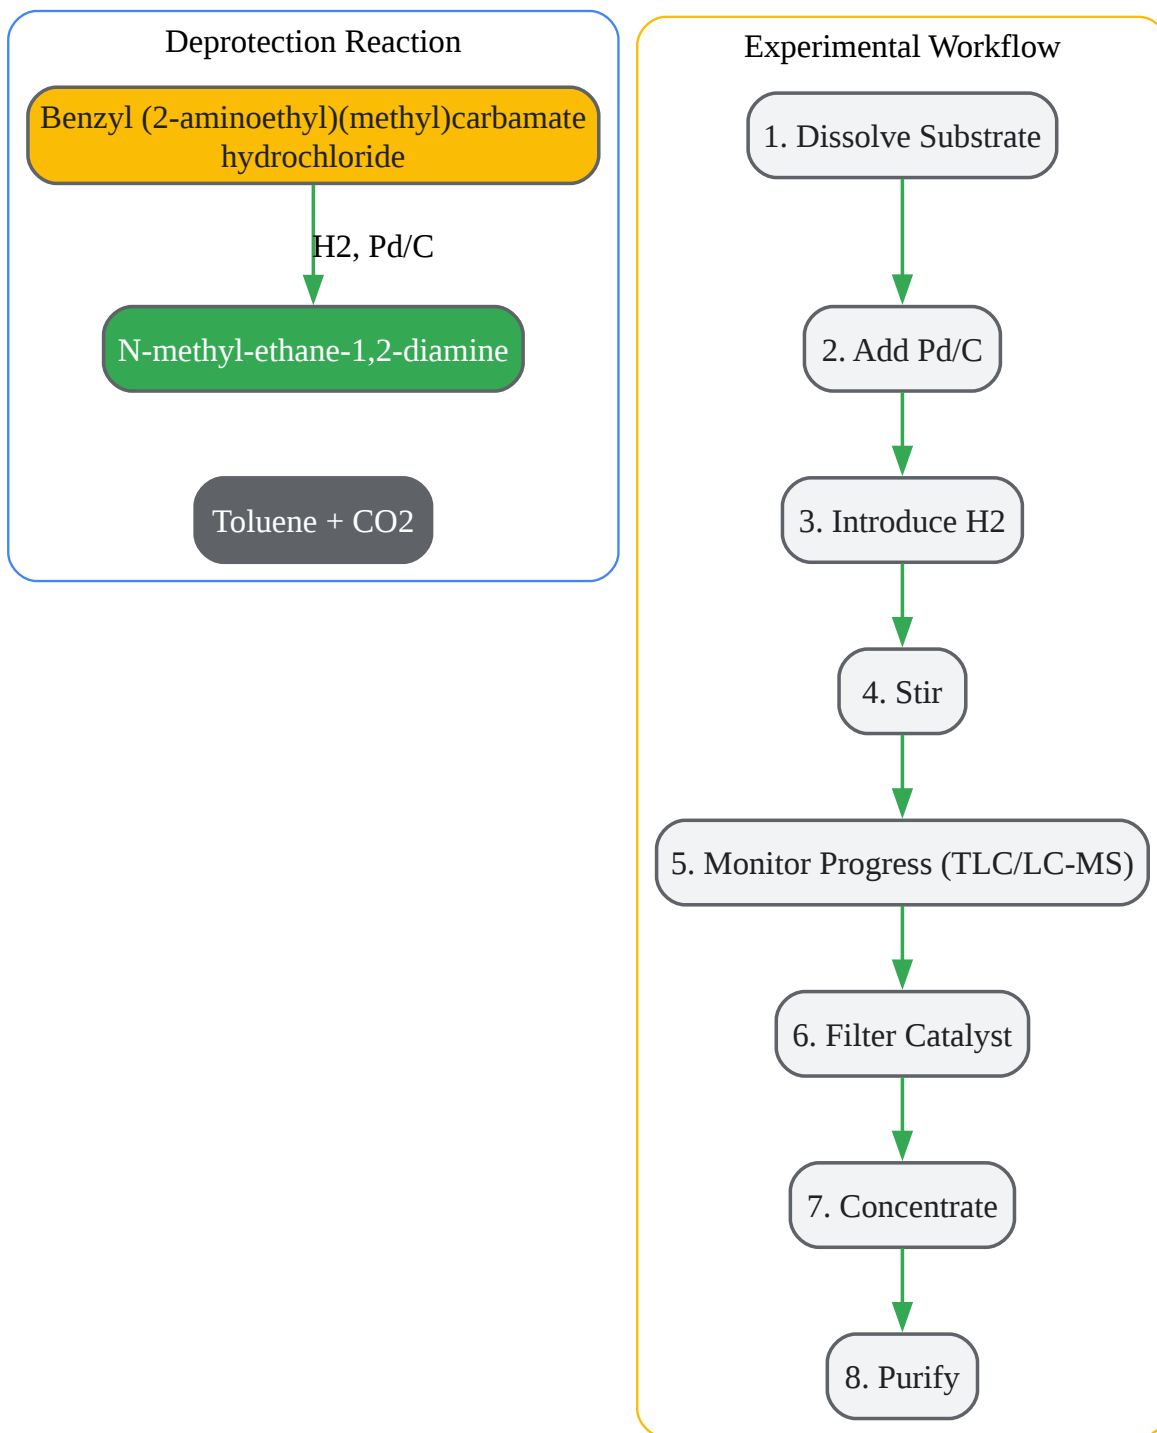 Deprotection Reaction
Benzyl (2-aminoethyl)(methyl)carbamate
hydrochloride
H2, Pd/C
N-methyl-ethane-1,2-diamine
Toluene + CO2
Experimental Workflow
1. Dissolve Substrate
2. Add Pd/C
3. Introduce H2
4. Stir
5. Monitor Progress (TLC/LC-MS)
6. Filter Catalyst
7. Concentrate
8. Purify